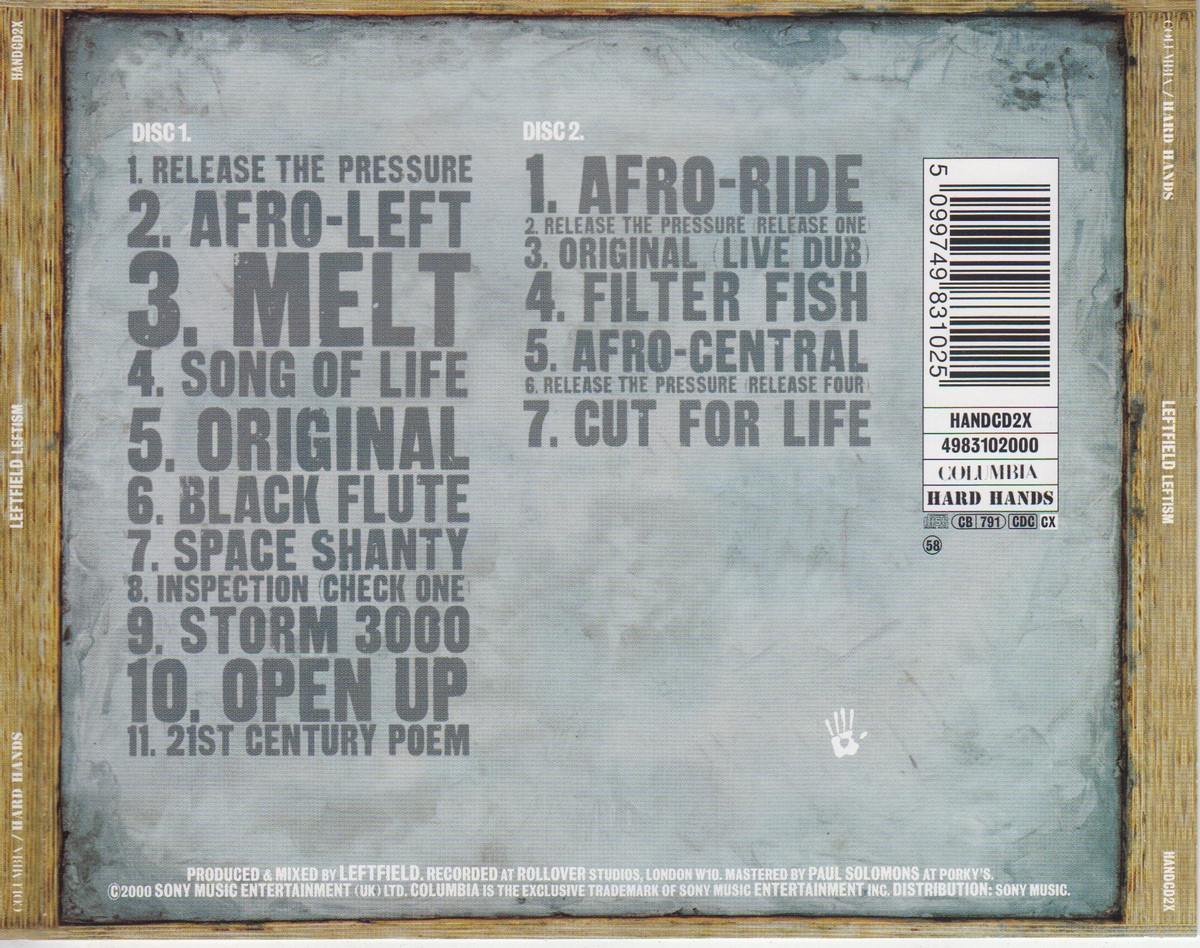 HANDCD2X
LEFTFIELD LEFTISM
COLUMBIA / HARD HANDS
DISC 1.
1. RELEASE THE PRESSURE
2. AFRO-LEFT
3. MELT
4. SONG OF LIFE
5. ORIGINAL
6. BLACK FLUTE
7. SPACE SHANTY
8. INSPECTION (CHECK ONE)
9. STORM 3000
10. OPEN UP
11. 21ST CENTURY POEM
DISC 2.
1. AFRO-RIDE
2. RELEASE THE PRESSURE (RELEASE ONE)
3. ORIGINAL (LIVE DUB)
4. FILTER FISH
5. AFRO-CENTRAL
6. RELEASE THE PRESSURE (RELEASE FOUR)
7. CUT FOR LIFE
5 099749 831025
HANDCD2X
4983102000
COLUMBIA
HARD HANDS
CB 791 CDC CX
58
PRODUCED & MIXED BY LEFTFIELD. RECORDED AT ROLLOVER STUDIOS, LONDON W10. MASTERED BY PAUL SOLOMONS AT PORKY'S.
©2000 SONY MUSIC ENTERTAINMENT (UK) LTD. COLUMBIA IS THE EXCLUSIVE TRADEMARK OF SONY MUSIC ENTERTAINMENT INC. DISTRIBUTION: SONY MUSIC.
COLUMBIA / HARD HANDS
LEFTFIELD LEFTISM
HANDCD2X